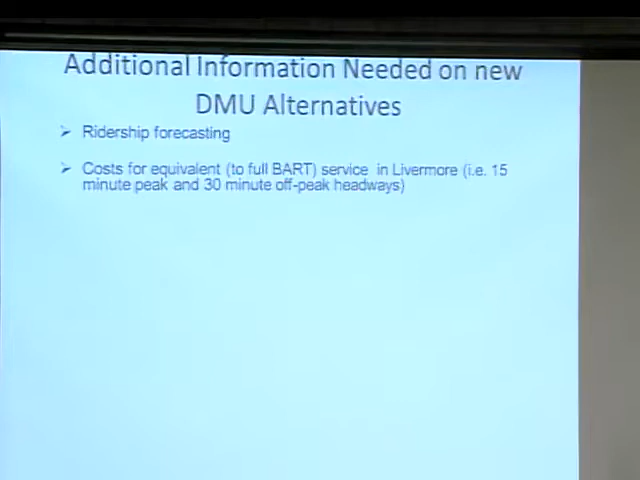 Additional Information Needed on new
DMU Alternatives
➢ Ridership forecasting
➢ Costs for equivalent (to full BART) service in Livermore (i.e. 15
minute peak and 30 minute off-peak headways)